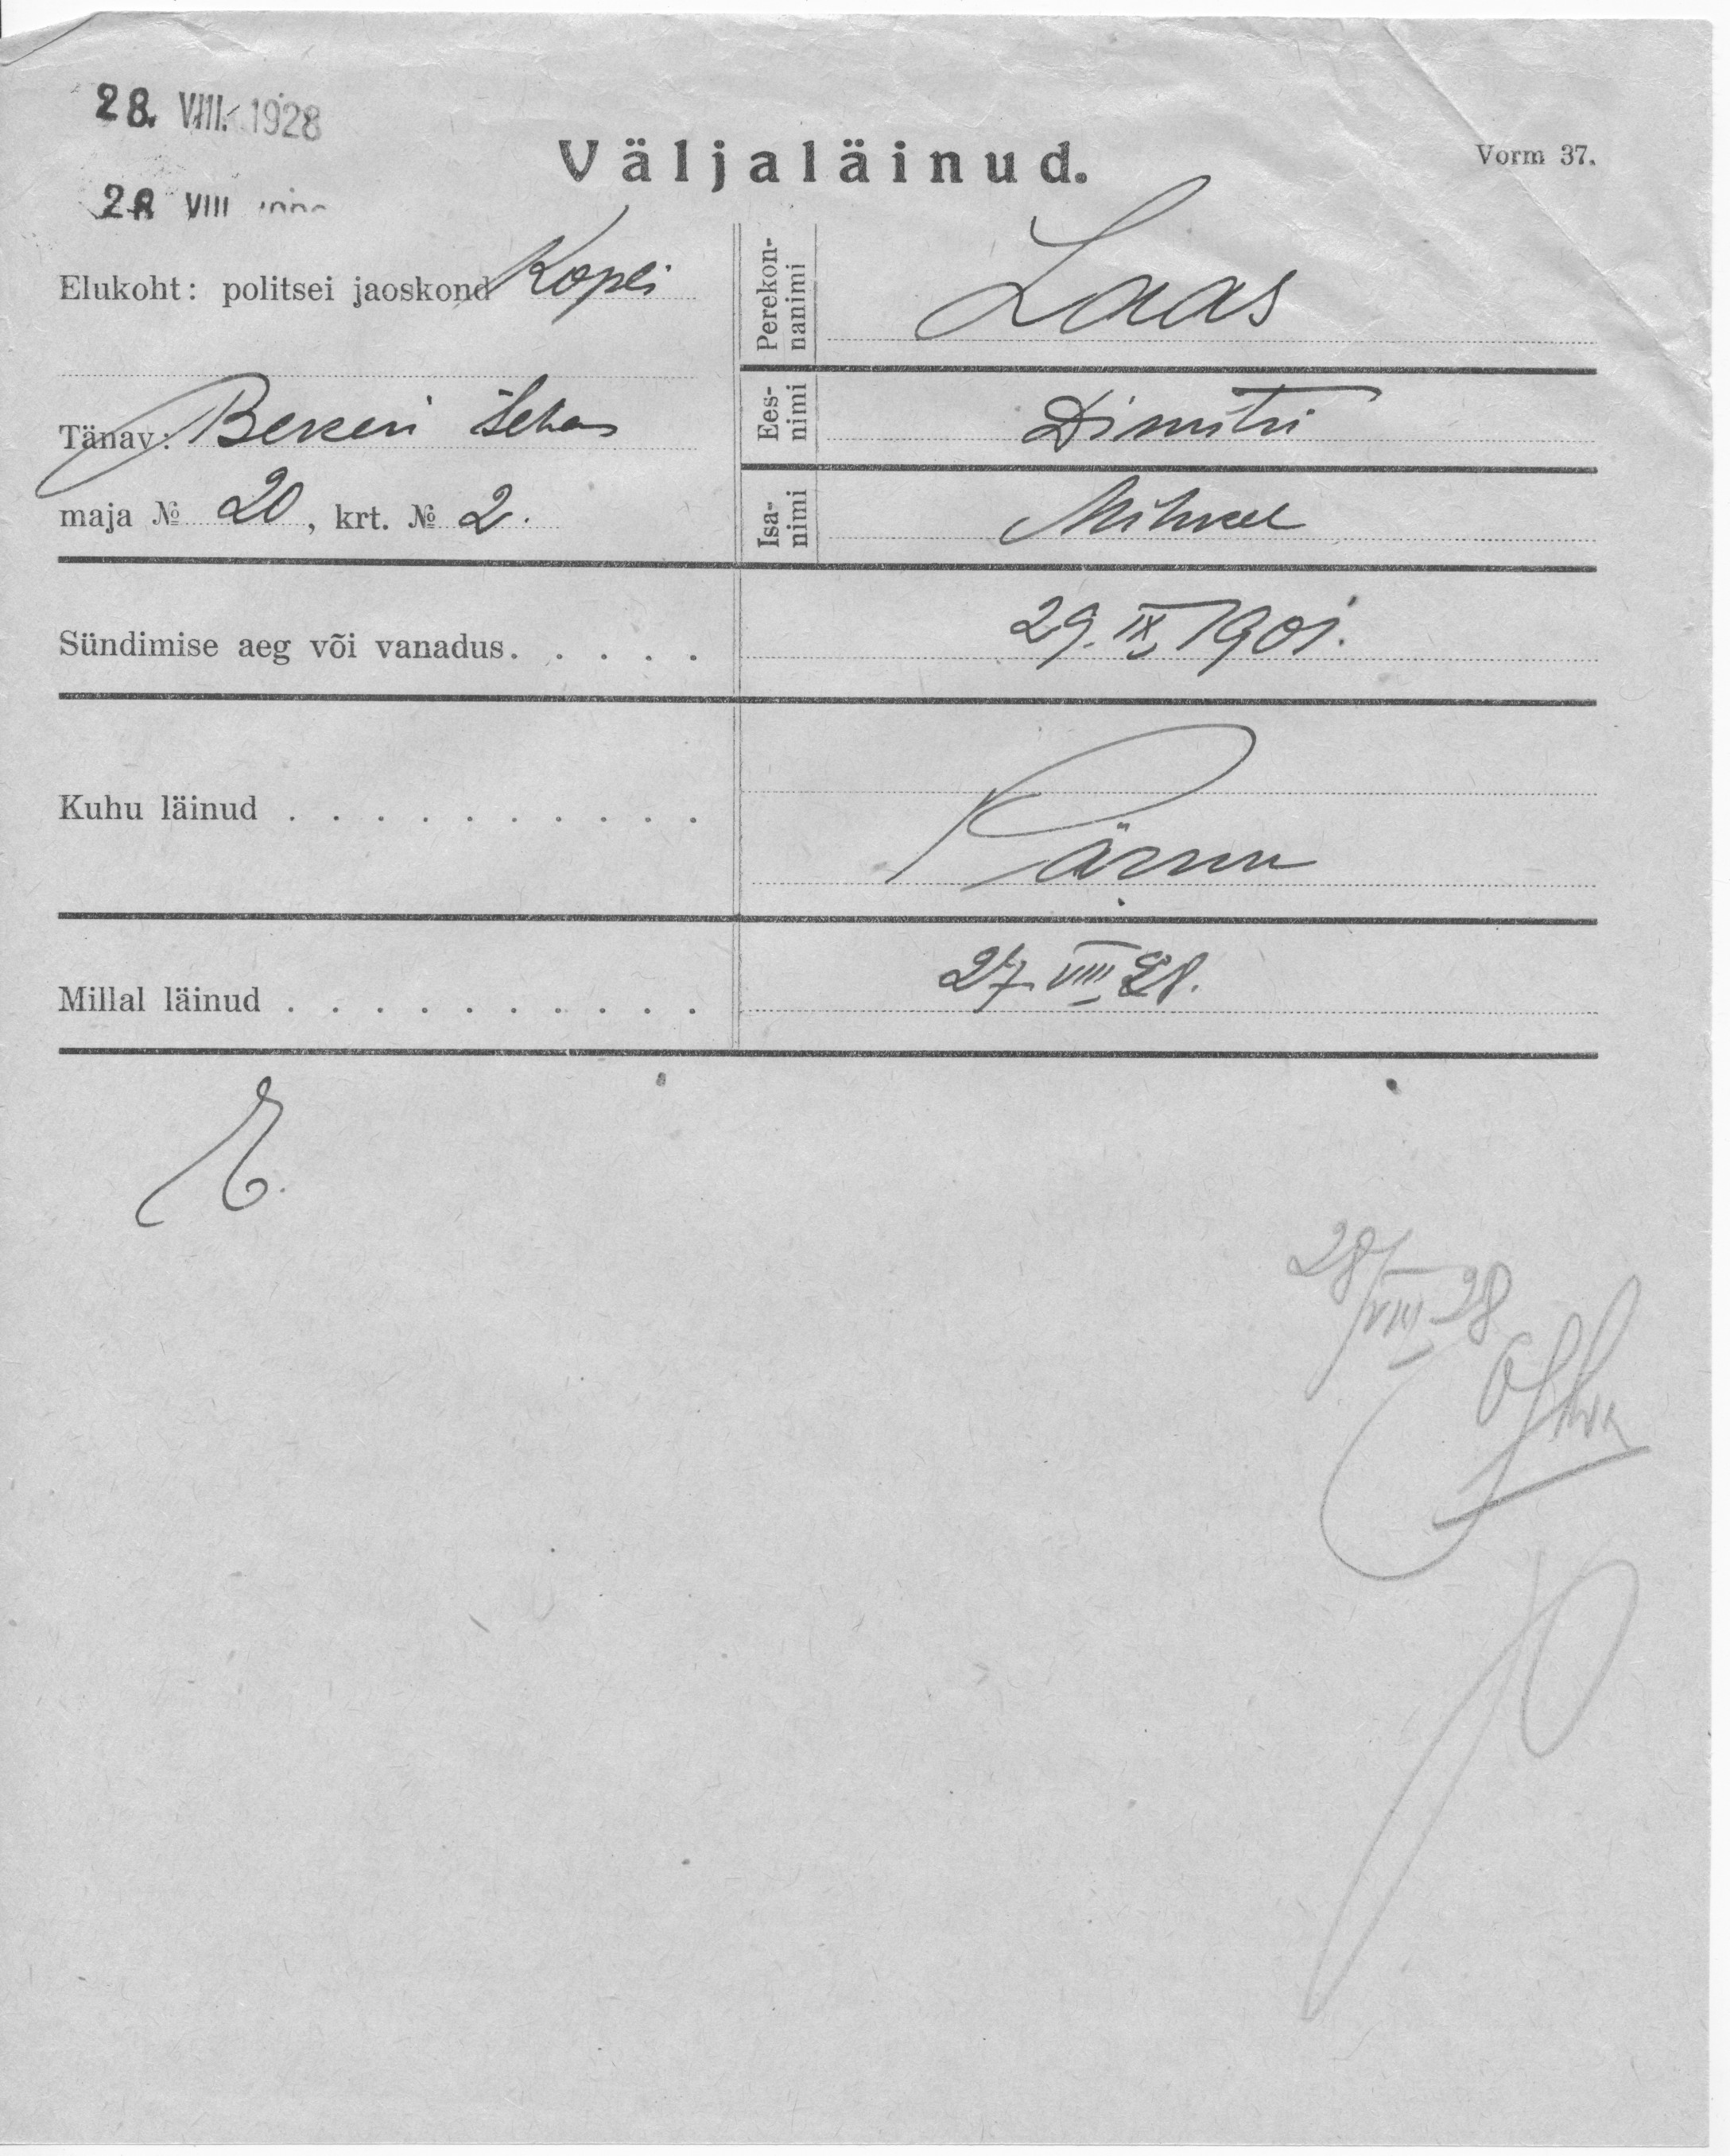 28. VIII. 1928
Väljaläinud.
Vorm 37.
28 VIII
Elukoht: politsei jaoskond Kopli
Tänav: Bekeri tehas
maja № 20, krt. № 2.
Perekon-
nanimi
Laas
Ees-
nimi
Dimitri
Isa-
nimi
Mihkel
Sündimise aeg või vanadus. . . . . 29. IX 1901.
Kuhu läinud . . . . . . . . . . Pärnu
Millal läinud . . . . . . . . . . 27. VIII 28.
28/VIII 28